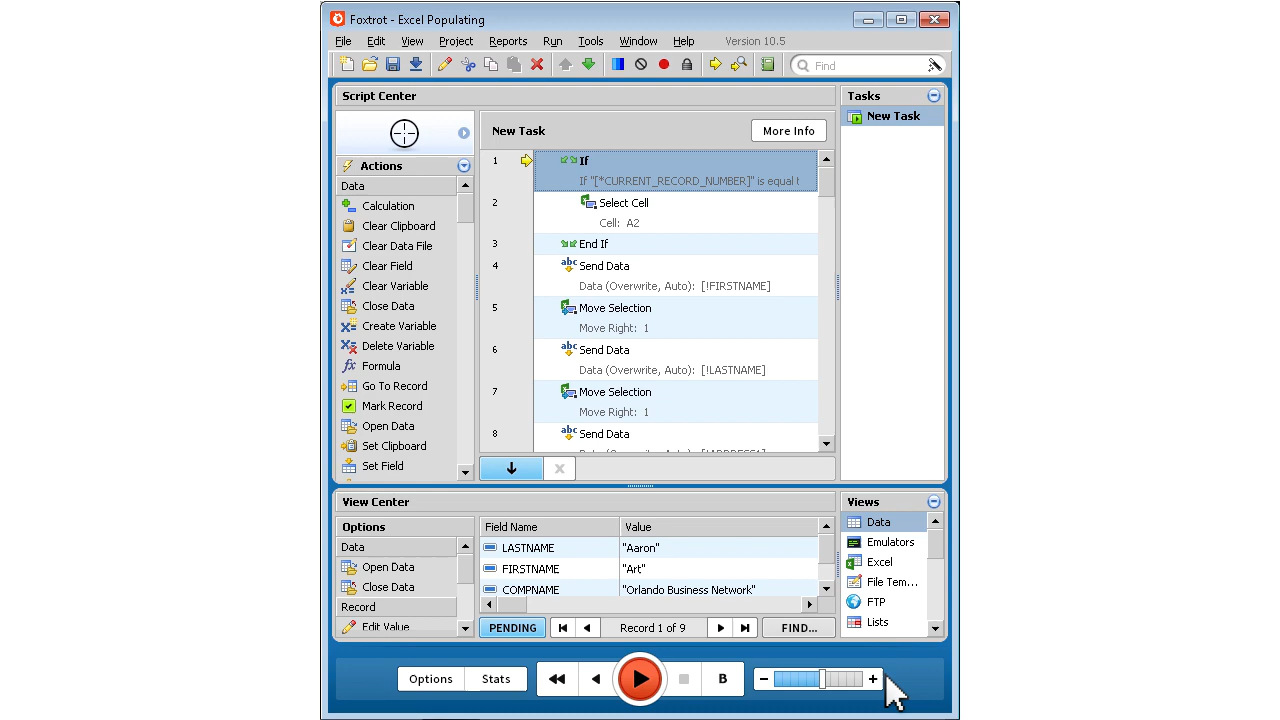 Foxtrot - Excel Populating
File Edit View Project Reports Run Tools Window Help Version 10.5
Find
Script Center
Tasks
New Task
New Task
More Info
Actions
Data
Calculation
Clear Clipboard
Clear Data File
Clear Field
Clear Variable
Close Data
Create Variable
Delete Variable
Formula
Go To Record
Mark Record
Open Data
Set Clipboard
Set Field
1 If
If "[*CURRENT_RECORD_NUMBER]" is equal t
2 Select Cell
Cell: A2
3 End If
4 Send Data
Data (Overwrite, Auto): [!FIRSTNAME]
5 Move Selection
Move Right: 1
6 Send Data
Data (Overwrite, Auto): [!LASTNAME]
7 Move Selection
Move Right: 1
8 Send Data
Data (Overwrite, Auto): [!ADDRESS1]
View Center
Views
Options
Data
Open Data
Close Data
Record
Edit Value
Field Name Value
LASTNAME "Aaron"
FIRSTNAME "Art"
COMPNAME "Orlando Business Network"
PENDING Record 1 of 9 FIND...
Data
Emulators
Excel
File Tem...
FTP
Lists
Options Stats B